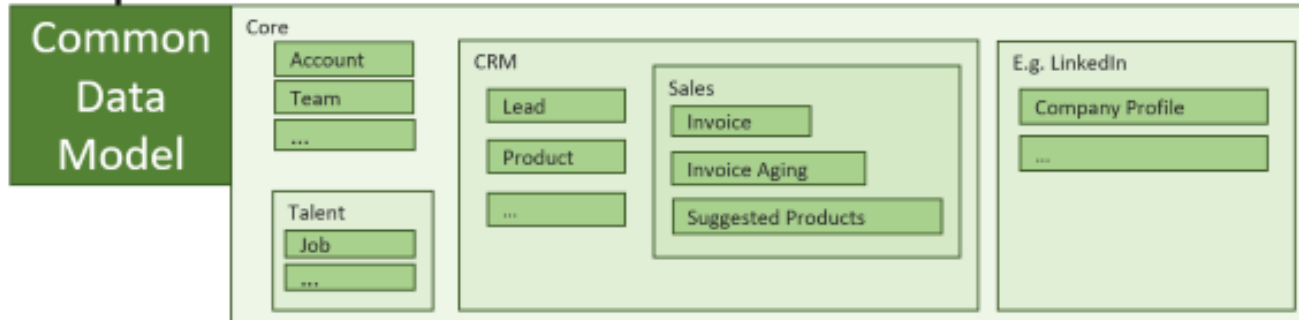 Common
Data
Model
Core
Account
Team
...
Talent
Job
...
CRM
Lead
Product
...
Sales
Invoice
Invoice Aging
Suggested Products
E.g. LinkedIn
Company Profile
...